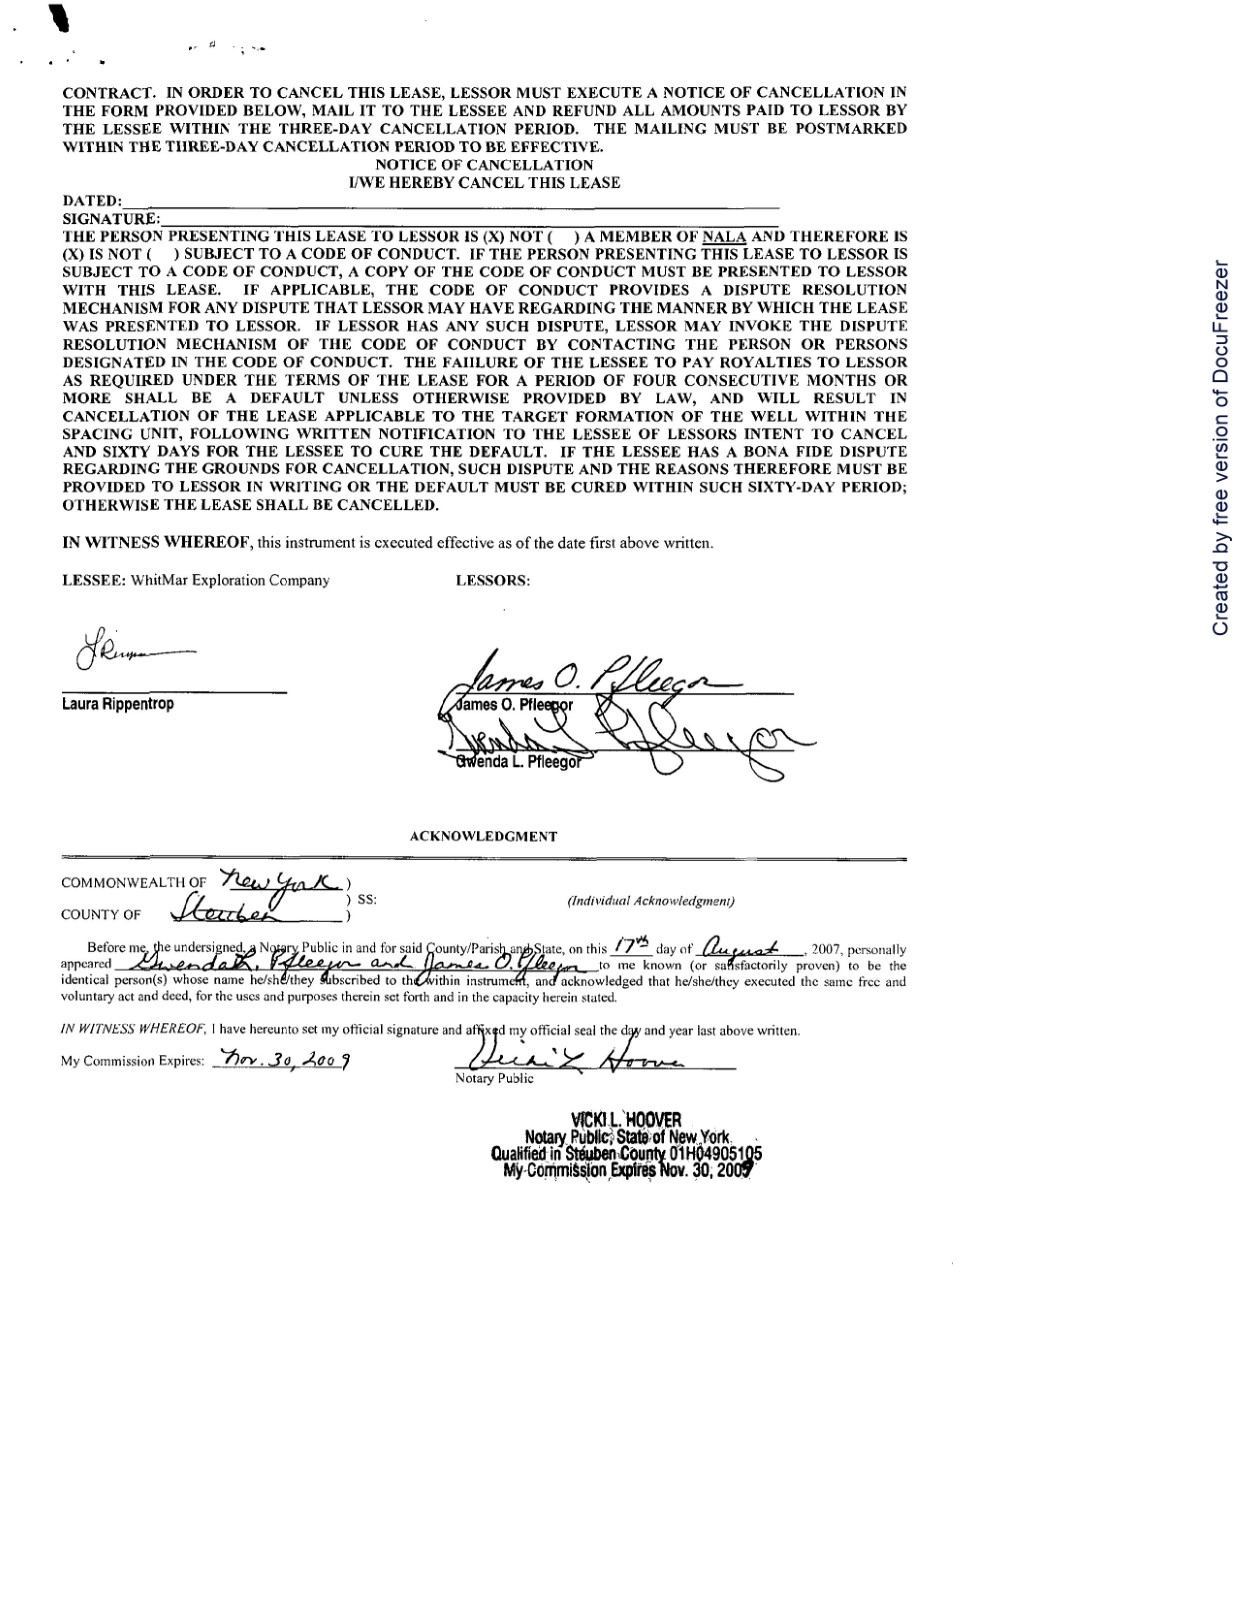 CONTRACT. IN ORDER TO CANCEL THIS LEASE, LESSOR MUST EXECUTE A NOTICE OF CANCELLATION IN
THE FORM PROVIDED BELOW, MAIL IT TO THE LESSEE AND REFUND ALL AMOUNTS PAID TO LESSOR BY
THE LESSEE WITHIN THE THREE-DAY CANCELLATION PERIOD. THE MAILING MUST BE POSTMARKED
WITHIN THE THREE-DAY CANCELLATION PERIOD TO BE EFFECTIVE.
NOTICE OF CANCELLATION
I/WE HEREBY CANCEL THIS LEASE
DATED:
SIGNATURE:
THE PERSON PRESENTING THIS LEASE TO LESSOR IS (X) NOT ( ) A MEMBER OF NALA AND THEREFORE IS
(X) IS NOT ( ) SUBJECT TO A CODE OF CONDUCT. IF THE PERSON PRESENTING THIS LEASE TO LESSOR IS
SUBJECT TO A CODE OF CONDUCT, A COPY OF THE CODE OF CONDUCT MUST BE PRESENTED TO LESSOR
WITH THIS LEASE. IF APPLICABLE, THE CODE OF CONDUCT PROVIDES A DISPUTE RESOLUTION
MECHANISM FOR ANY DISPUTE THAT LESSOR MAY HAVE REGARDING THE MANNER BY WHICH THE LEASE
WAS PRESENTED TO LESSOR. IF LESSOR HAS ANY SUCH DISPUTE, LESSOR MAY INVOKE THE DISPUTE
RESOLUTION MECHANISM OF THE CODE OF CONDUCT BY CONTACTING THE PERSON OR PERSONS
DESIGNATED IN THE CODE OF CONDUCT. THE FAILURE OF THE LESSEE TO PAY ROYALTIES TO LESSOR
AS REQUIRED UNDER THE TERMS OF THE LEASE FOR A PERIOD OF FOUR CONSECUTIVE MONTHS OR
MORE SHALL BE A DEFAULT UNLESS OTHERWISE PROVIDED BY LAW, AND WILL RESULT IN
CANCELLATION OF THE LEASE APPLICABLE TO THE TARGET FORMATION OF THE WELL WITHIN THE
SPACING UNIT, FOLLOWING WRITTEN NOTIFICATION TO THE LESSEE OF LESSORS INTENT TO CANCEL
AND SIXTY DAYS FOR THE LESSEE TO CURE THE DEFAULT. IF THE LESSEE HAS A BONA FIDE DISPUTE
REGARDING THE GROUNDS FOR CANCELLATION, SUCH DISPUTE AND THE REASONS THEREFORE MUST BE
PROVIDED TO LESSOR IN WRITING OR THE DEFAULT MUST BE CURED WITHIN SUCH SIXTY-DAY PERIOD;
OTHERWISE THE LEASE SHALL BE CANCELLED.
IN WITNESS WHEREOF, this instrument is executed effective as of the date first above written.
LESSEE: WhitMar Exploration Company LESSORS:
James O. Pfleegor
Laura Rippentrop James O. Pfleegor
Gwenda L Pfleegor
Gwenda L. Pfleegor
ACKNOWLEDGMENT
COMMONWEALTH OF New York )
) SS: (Individual Acknowledgment)
COUNTY OF Steuben )
Before me, the undersigned, a Notary Public in and for said County/Parish and State, on this 17th day of August, 2007, personally
appeared Gwenda L. Pfleegor and James O. Pfleegor to me known (or satisfactorily proven) to be the
identical person(s) whose name he/she/they subscribed to the within instrument, and acknowledged that he/she/they executed the same free and
voluntary act and deed, for the uses and purposes therein set forth and in the capacity herein stated.
IN WITNESS WHEREOF, I have hereunto set my official signature and affixed my official seal the day and year last above written.
My Commission Expires: Nov. 30, 2009 Vicki L Hoover
Notary Public
VICKI L. HOOVER
Notary Public, State of New York
Qualified in Steuben County 01HO4905105
My Commission Expires Nov. 30, 2009
Created by free version of DocuFreezer